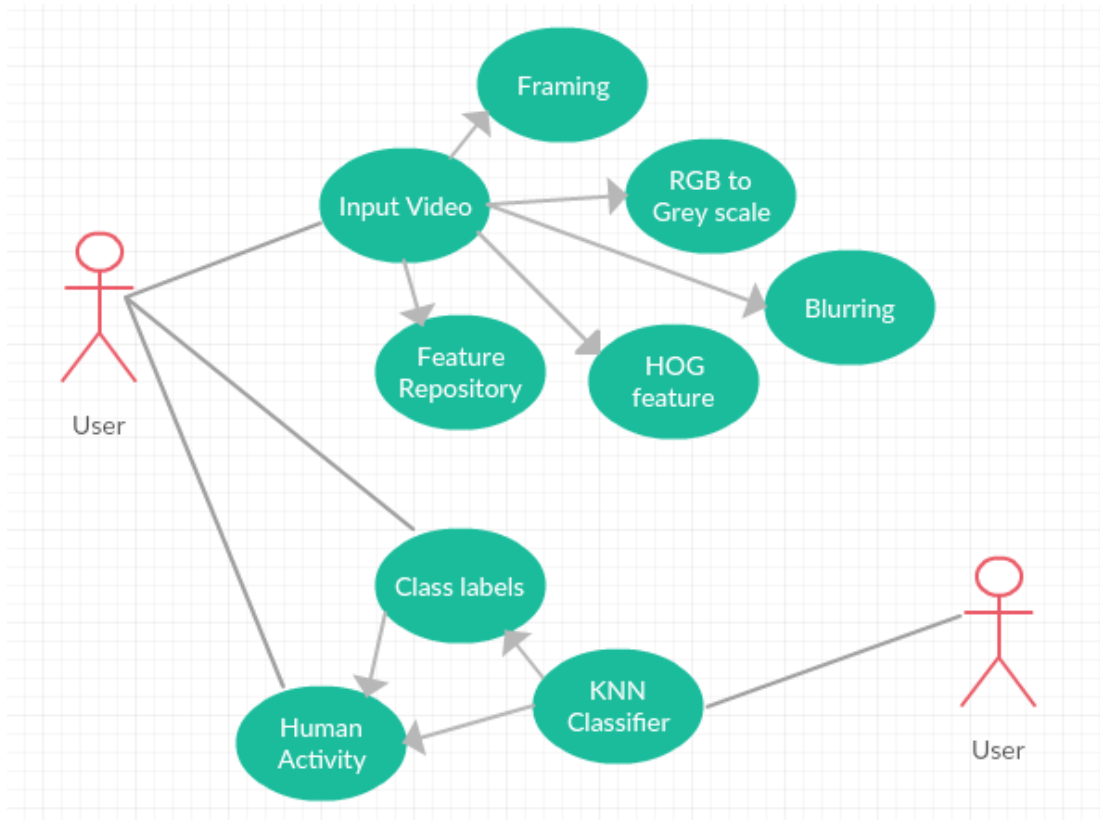 Framing
RGB to
Grey scale
Input Video
Blurring
Feature
Repository
HOG
feature
User
Class labels
KNN
Classifier
Human
Activity
User